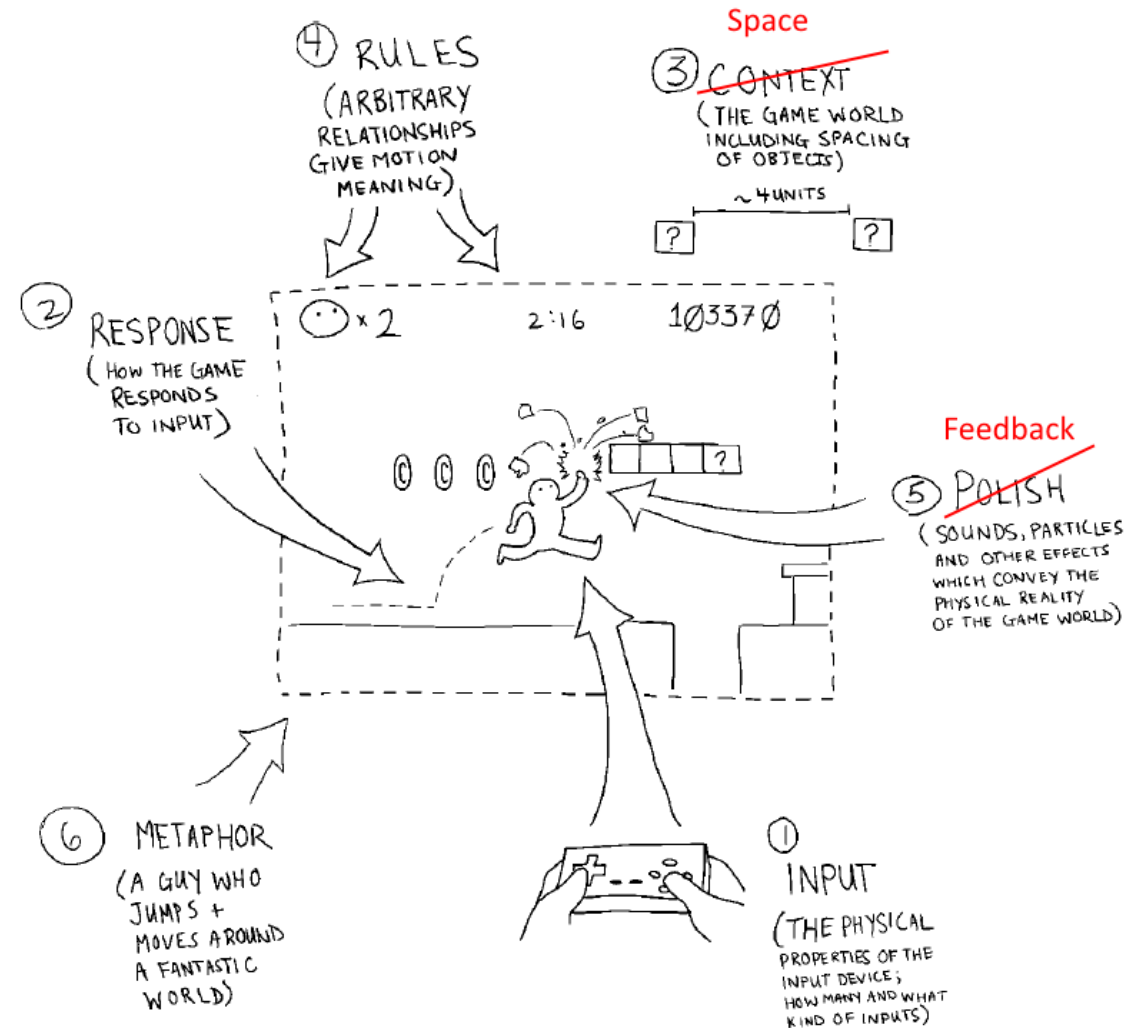 4 RULES
(ARBITRARY
RELATIONSHIPS
GIVE MOTION
MEANING)
Space
3 CONTEXT
(THE GAME WORLD
INCLUDING SPACING
OF OBJECTS)
~4UNITS
? ?
2 RESPONSE
(HOW THE GAME
RESPONDS
TO INPUT)
×2 2:16 103370
C C C ?
Feedback
5 POLISH
(SOUNDS, PARTICLES
AND OTHER EFFECTS
WHICH CONVEY THE
PHYSICAL REALITY
OF THE GAME WORLD)
6 METAPHOR
(A GUY WHO
JUMPS +
MOVES AROUND
A FANTASTIC
WORLD)
1
INPUT
(THE PHYSICAL
PROPERTIES OF THE
INPUT DEVICE;
HOW MANY AND WHAT
KIND OF INPUTS)